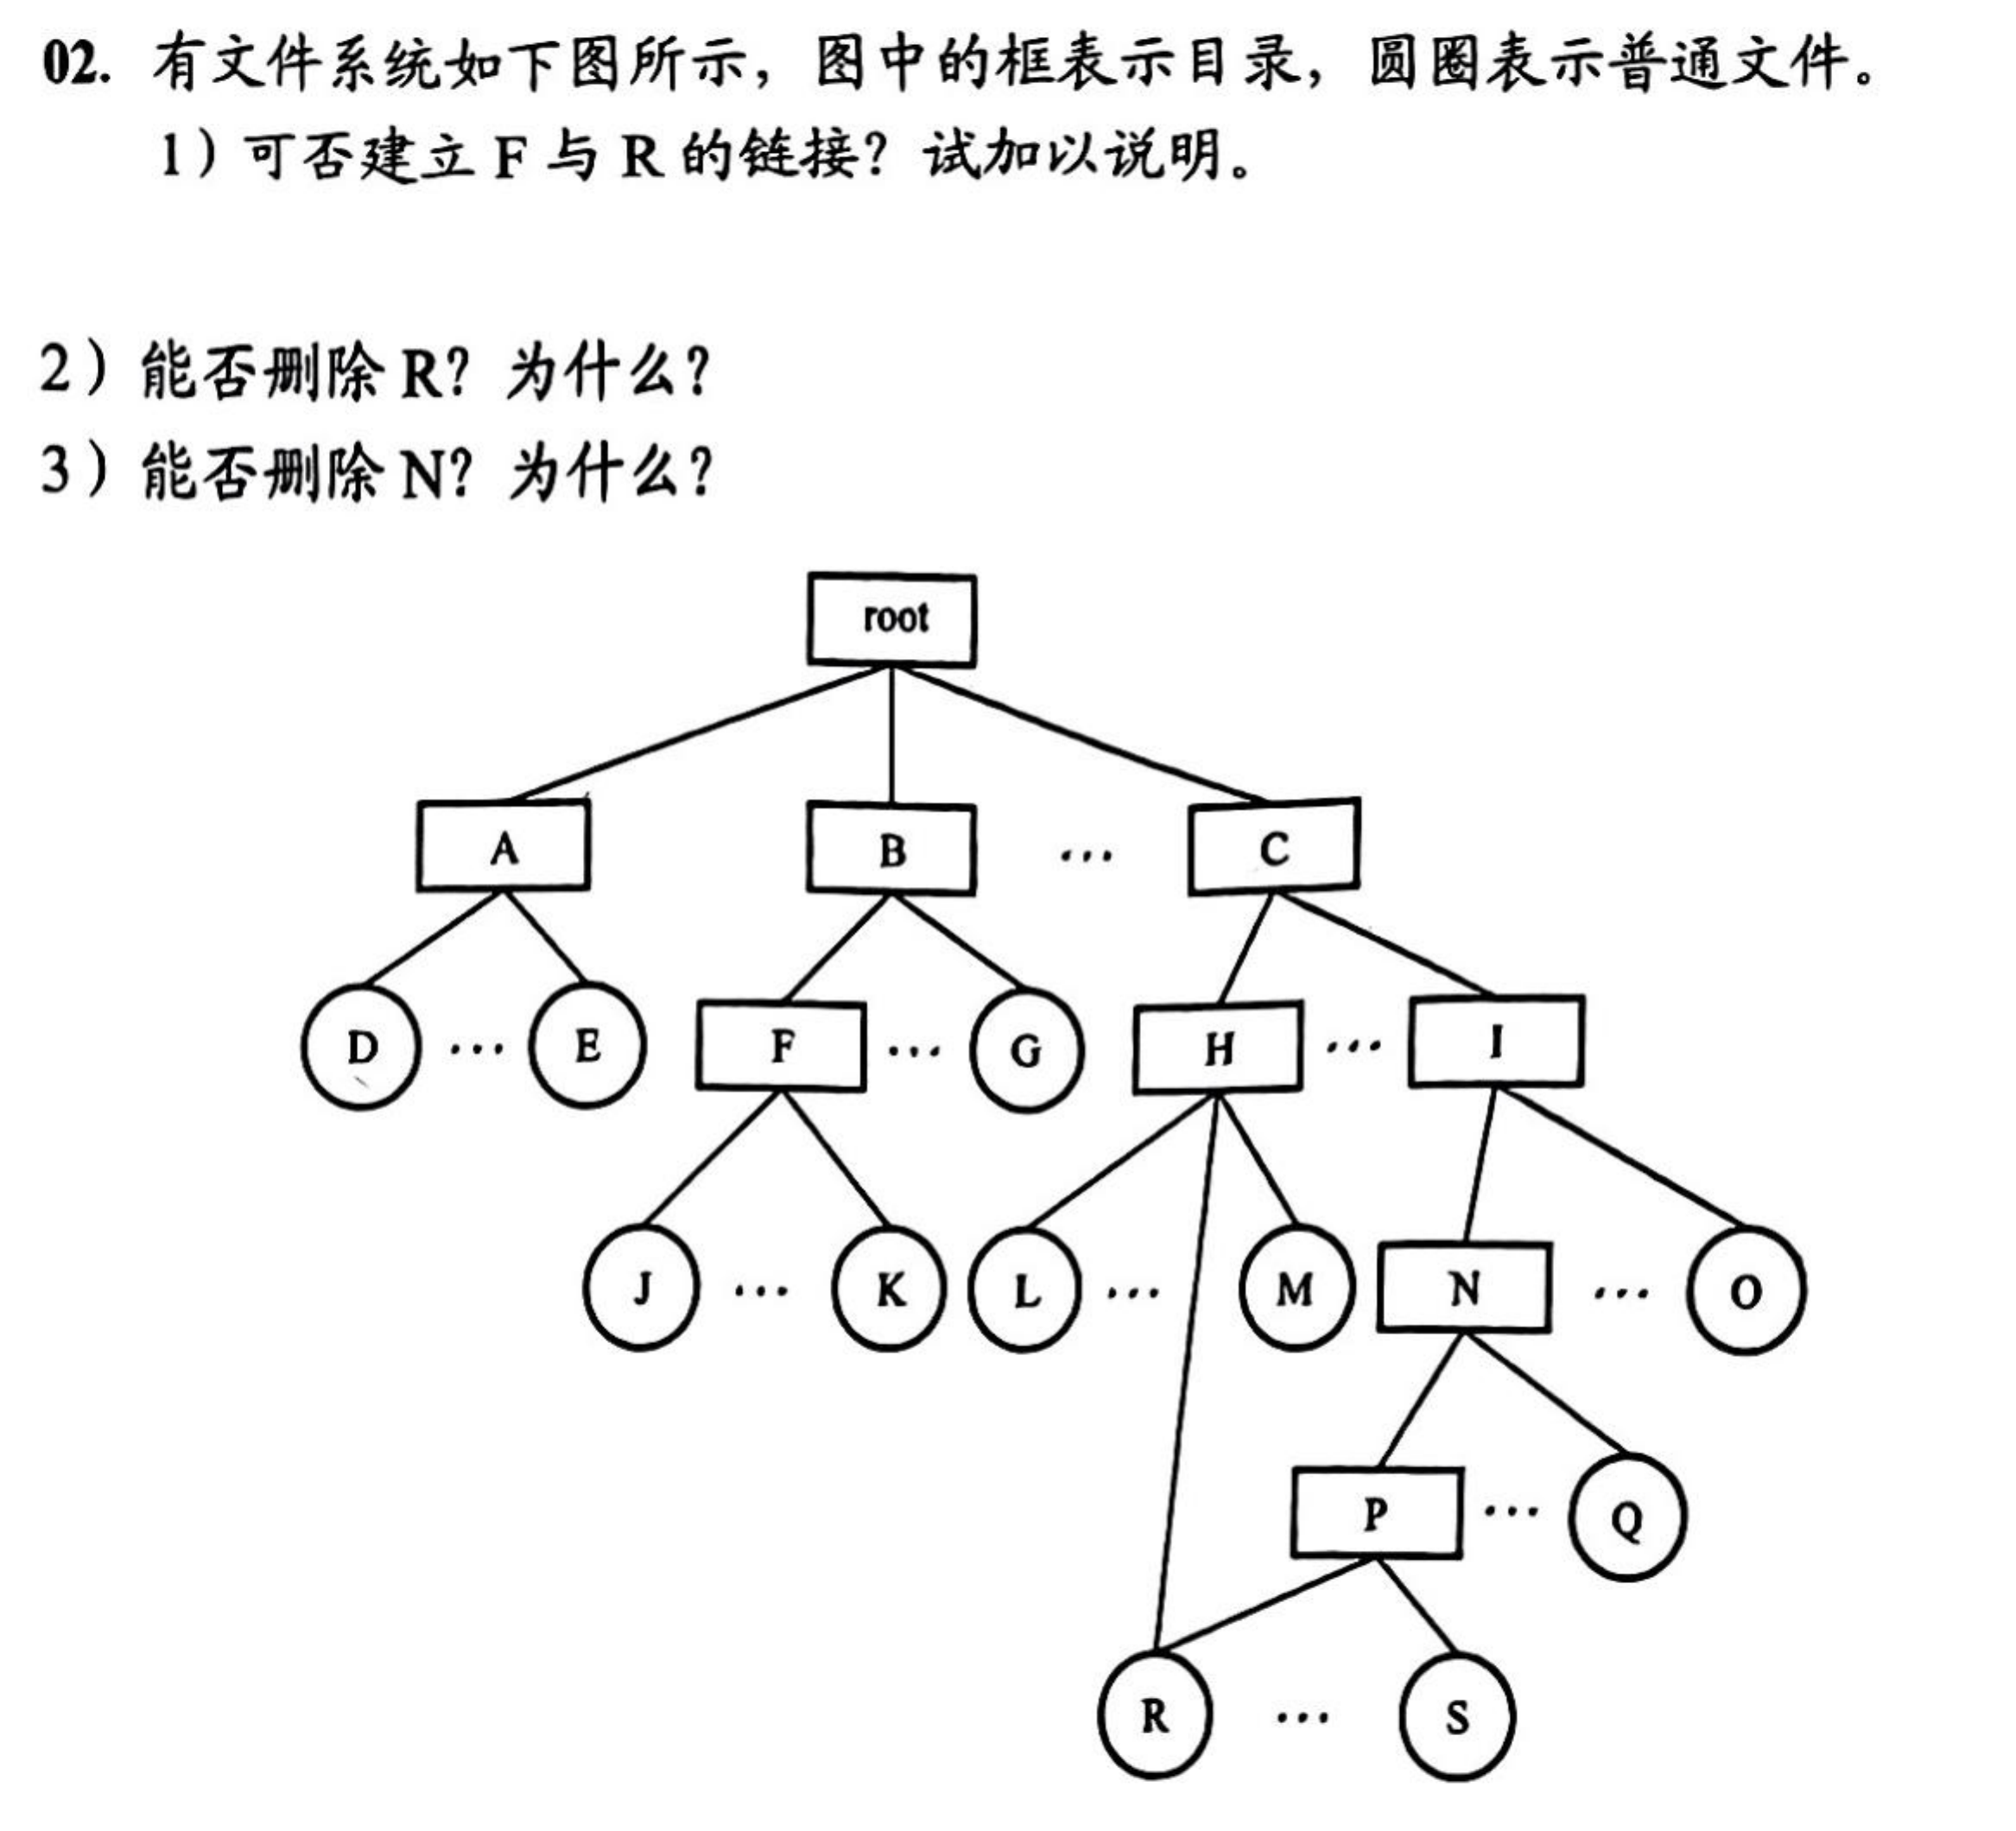 02. 有文件系统如下图所示，图中的框表示目录，圆圈表示普通文件。
1）可否建立 F 与 R 的链接？试加以说明。
2）能否删除 R？为什么？
3）能否删除 N？为什么？
root
A B … C
D … E F … G H … I
J … K L … M N … O
P … Q
R … S